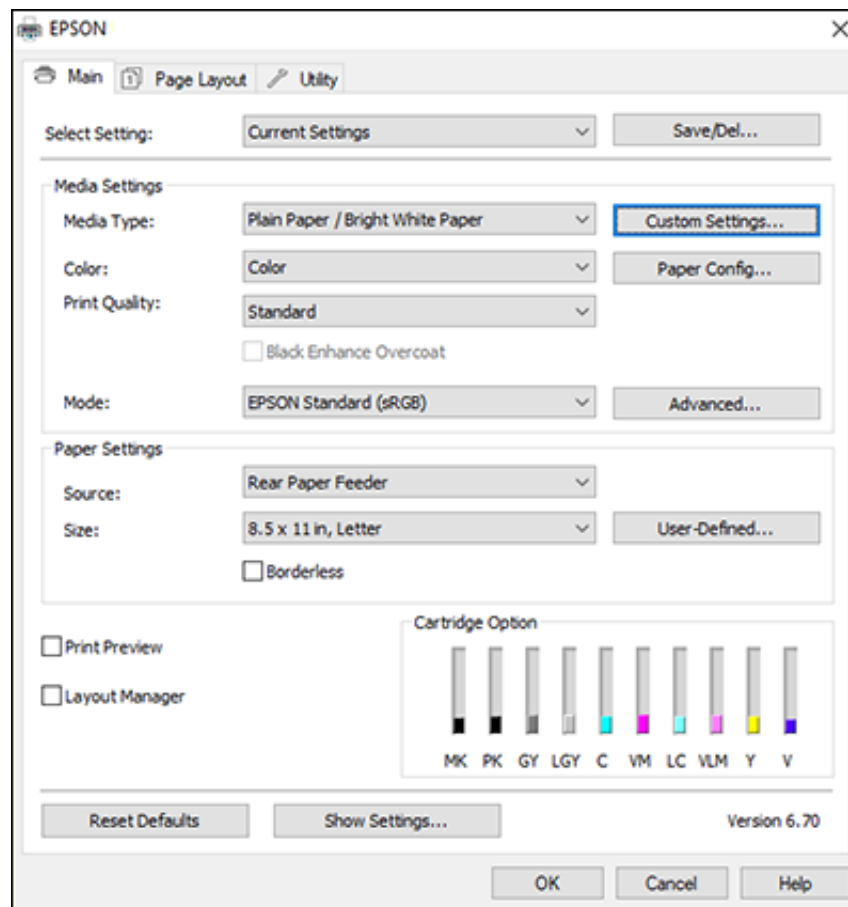 EPSON
Main Page Layout Utility
Select Setting: Current Settings Save/Del...
Media Settings
Media Type: Plain Paper / Bright White Paper Custom Settings...
Color: Color Paper Config...
Print Quality: Standard
Black Enhance Overcoat
Mode: EPSON Standard (sRGB) Advanced...
Paper Settings
Source: Rear Paper Feeder
Size: 8.5 x 11 in, Letter User-Defined...
Borderless
Cartridge Option
Print Preview
Layout Manager
MK PK GY LGY C VM LC VLM Y V
Reset Defaults Show Settings... Version 6.70
OK Cancel Help